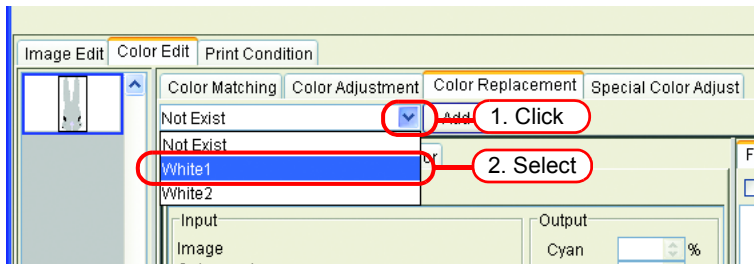 Image Edit Color Edit Print Condition
Color Matching Color Adjustment Color Replacement Special Color Adjust
Not Exist Add 1. Click
Not Exist
White1 or 2. Select
White2
F
Input Output
Image Cyan %